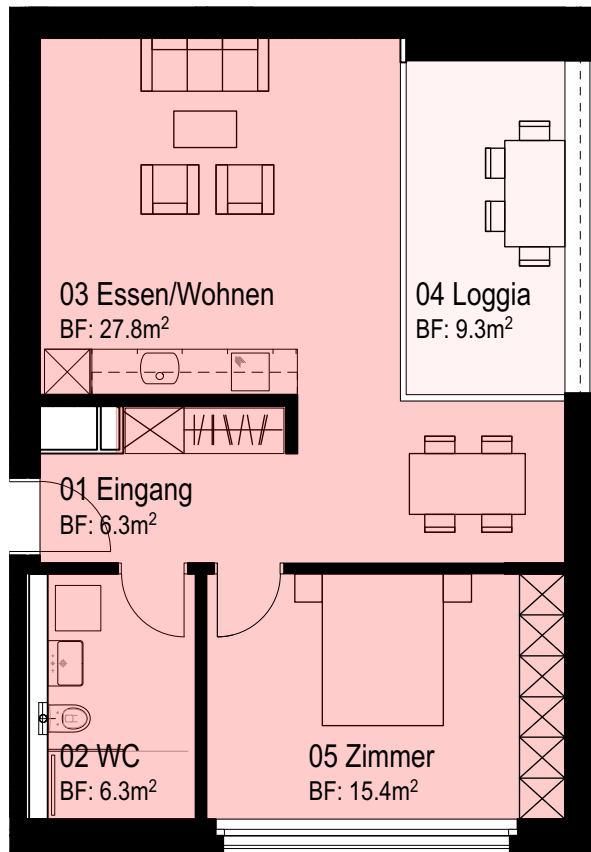 03 Essen/Wohnen
BF: 27.8m²
04 Loggia
BF: 9.3m²
01 Eingang
BF: 6.3m²
02 WC
BF: 6.3m²
05 Zimmer
BF: 15.4m²